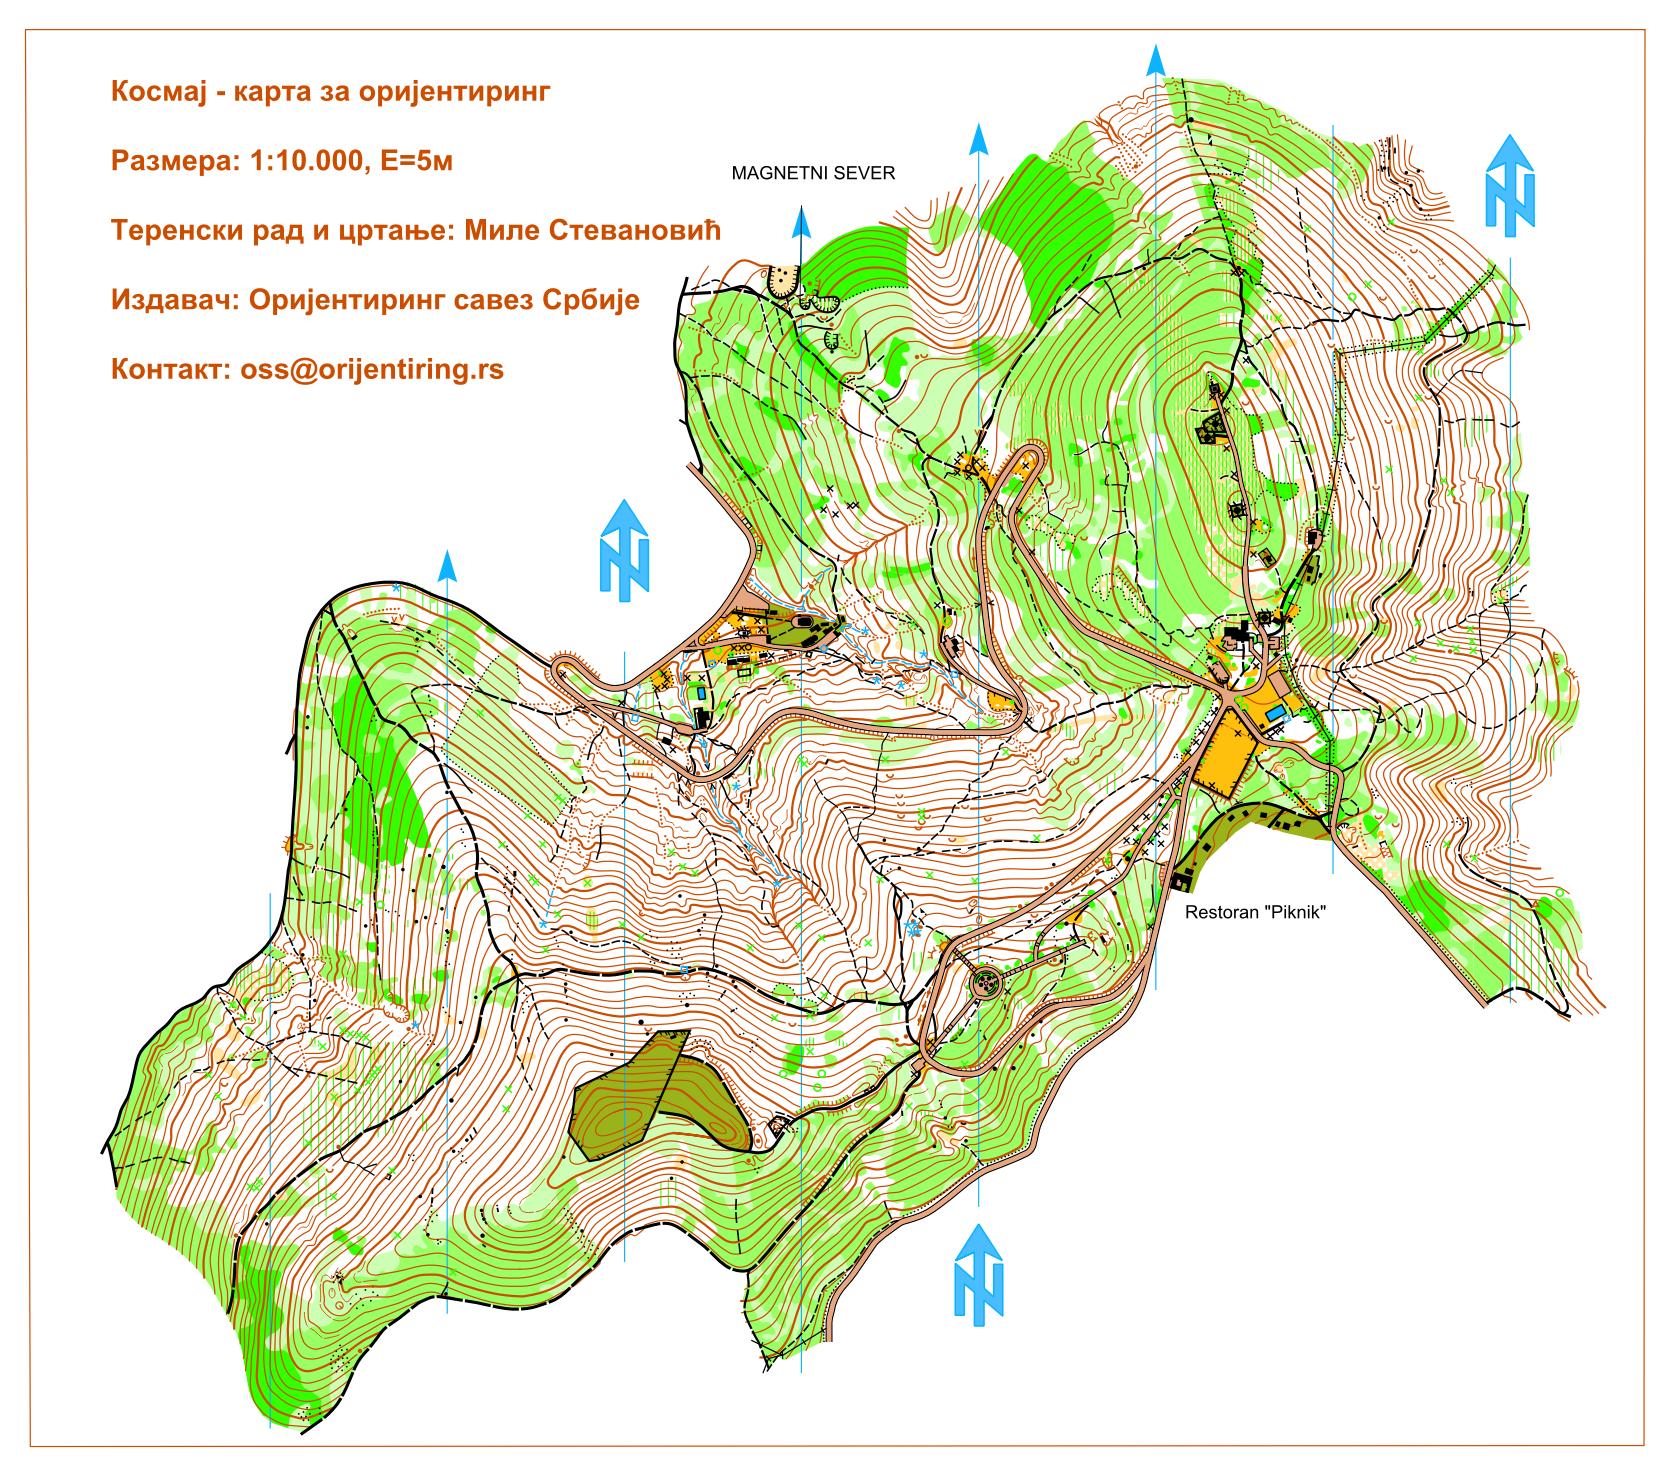 Космај - карта за оријентиринг
Размера: 1:10.000, Е=5м
MAGNETNI SEVER
Теренски рад и цртање: Миле Стевановић
Издавач: Оријентиринг савез Србије
Контакт: oss@orijentiring.rs
Restoran "Piknik"